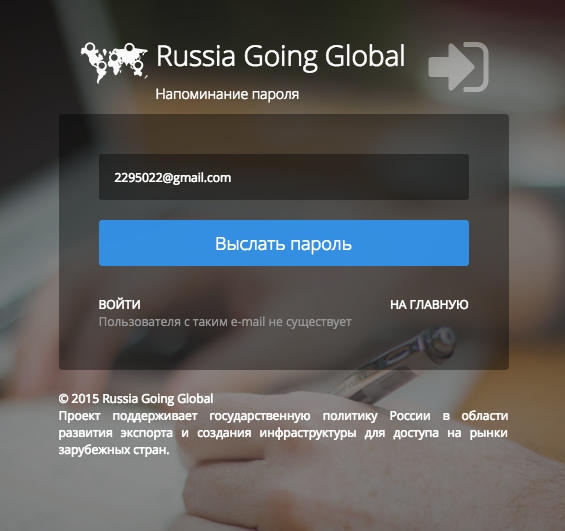 Russia Going Global
Напоминание пароля
2295022@gmail.com
Выслать пароль
ВОЙТИ
НА ГЛАВНУЮ
Пользователя с таким e-mail не существует
© 2015 Russia Going Global
Проект поддерживает государственную политику России в области
развития экспорта и создания инфраструктуры для доступа на рынки
зарубежных стран.